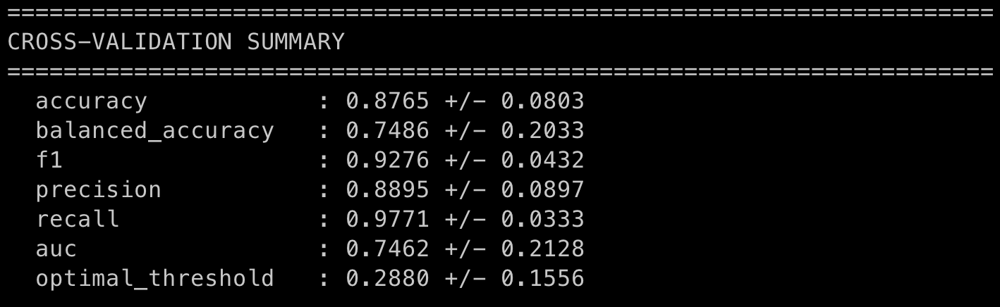 ======================================================================
CROSS-VALIDATION SUMMARY
======================================================================
  accuracy            : 0.8765 +/- 0.0803
  balanced_accuracy   : 0.7486 +/- 0.2033
  f1                  : 0.9276 +/- 0.0432
  precision           : 0.8895 +/- 0.0897
  recall              : 0.9771 +/- 0.0333
  auc                 : 0.7462 +/- 0.2128
  optimal_threshold   : 0.2880 +/- 0.1556